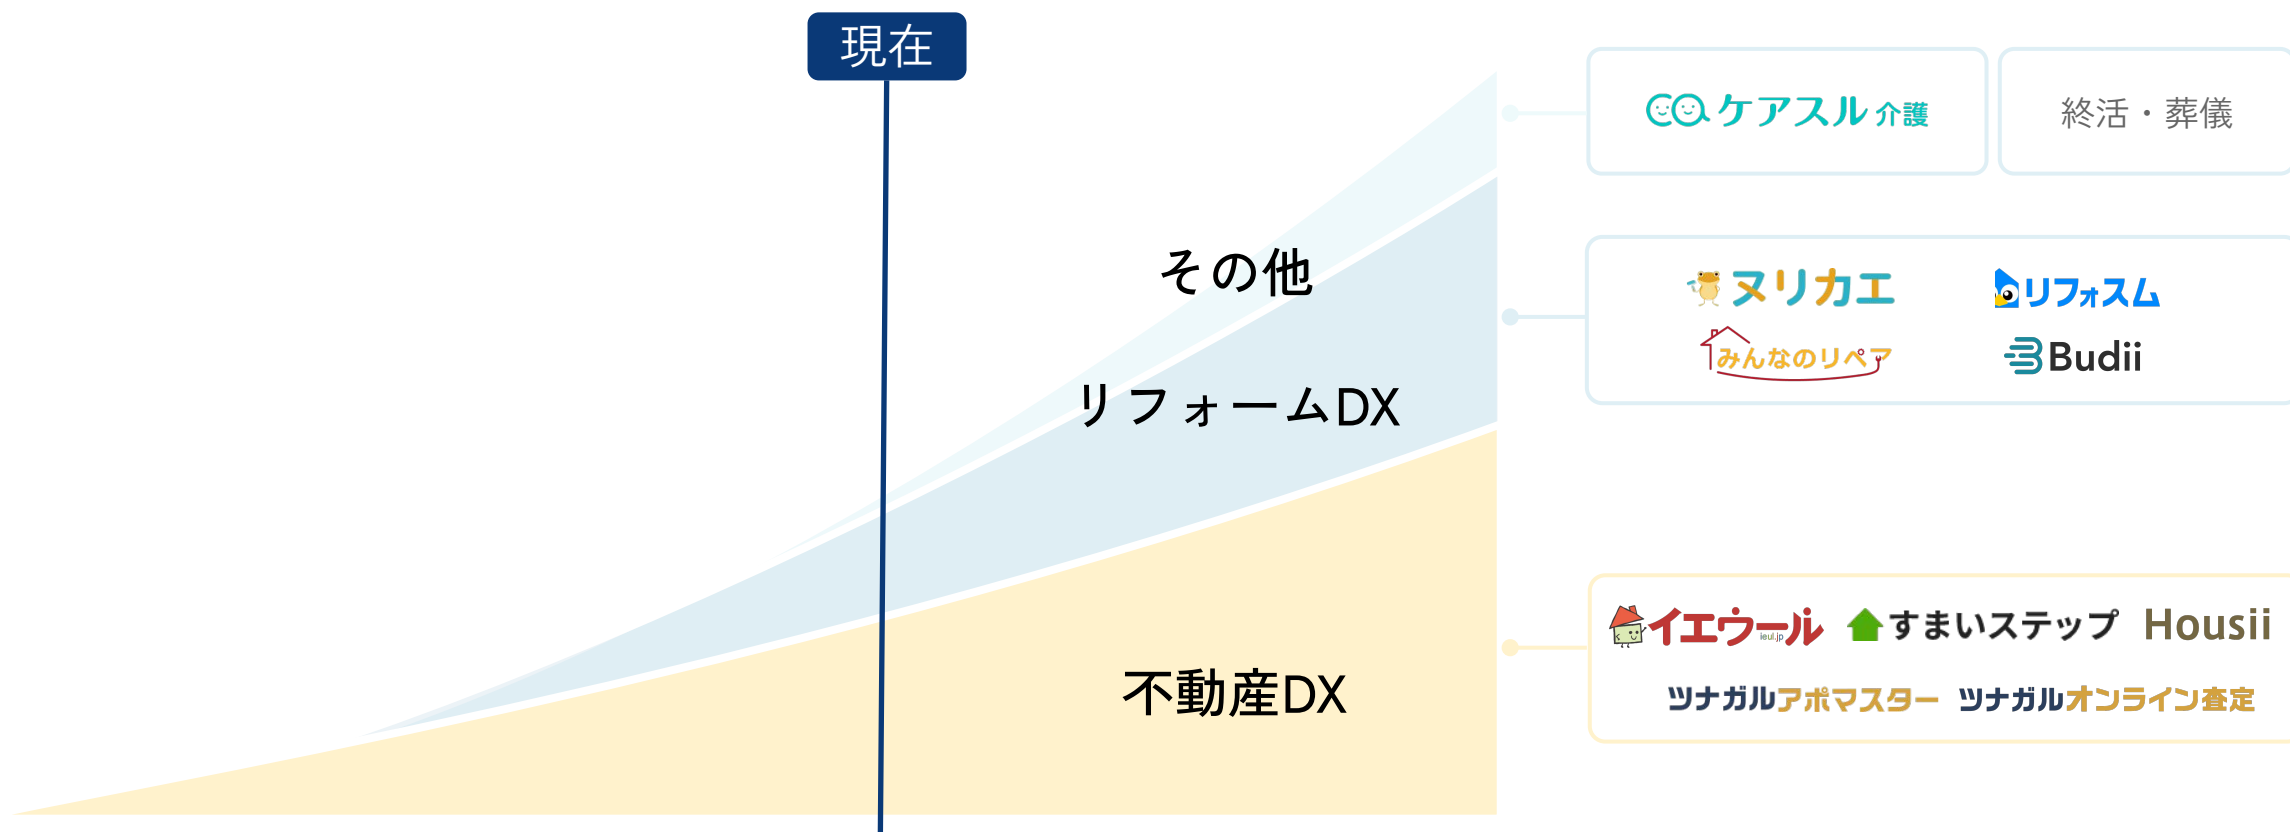 現在
ケアスル 介護
終活・葬儀
その他
ヌリカエ
リフォスム
みんなのリペア
Budii
リフォームDX
イエウール
ieul.jp
すまいステップ
Housii
ツナガルアポマスター
ツナガルオンライン査定
不動産DX